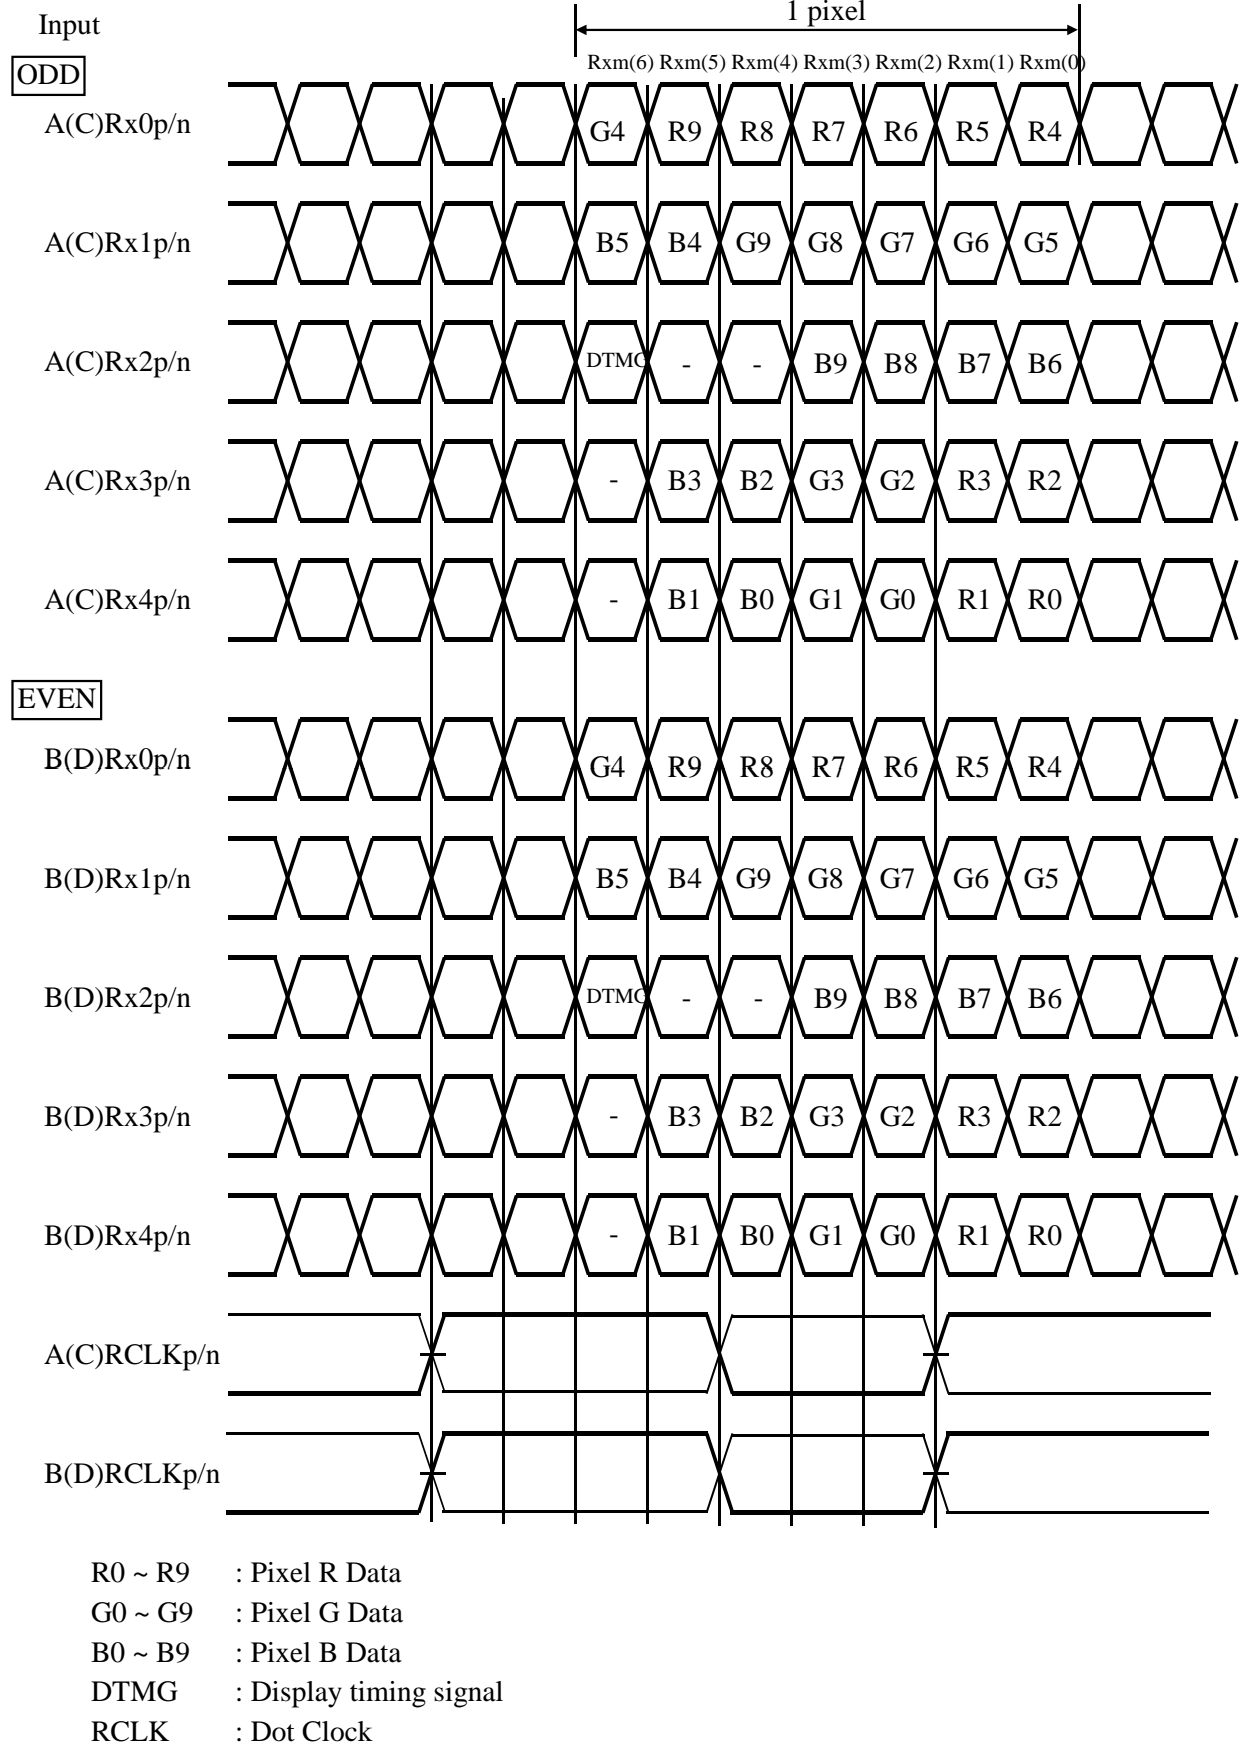 1 pixel
Input
Rxm(6) Rxm(5) Rxm(4) Rxm(3) Rxm(2) Rxm(1) Rxm(0)
ODD
A(C)Rx0p/n G4 R9 R8 R7 R6 R5 R4
A(C)Rx1p/n B5 B4 G9 G8 G7 G6 G5
A(C)Rx2p/n DTMG - - B9 B8 B7 B6
A(C)Rx3p/n - B3 B2 G3 G2 R3 R2
A(C)Rx4p/n - B1 B0 G1 G0 R1 R0
EVEN
B(D)Rx0p/n G4 R9 R8 R7 R6 R5 R4
B(D)Rx1p/n B5 B4 G9 G8 G7 G6 G5
B(D)Rx2p/n DTMG - - B9 B8 B7 B6
B(D)Rx3p/n - B3 B2 G3 G2 R3 R2
B(D)Rx4p/n - B1 B0 G1 G0 R1 R0
A(C)RCLKp/n
B(D)RCLKp/n
R0 ~ R9 : Pixel R Data
G0 ~ G9 : Pixel G Data
B0 ~ B9 : Pixel B Data
DTMG : Display timing signal
RCLK : Dot Clock